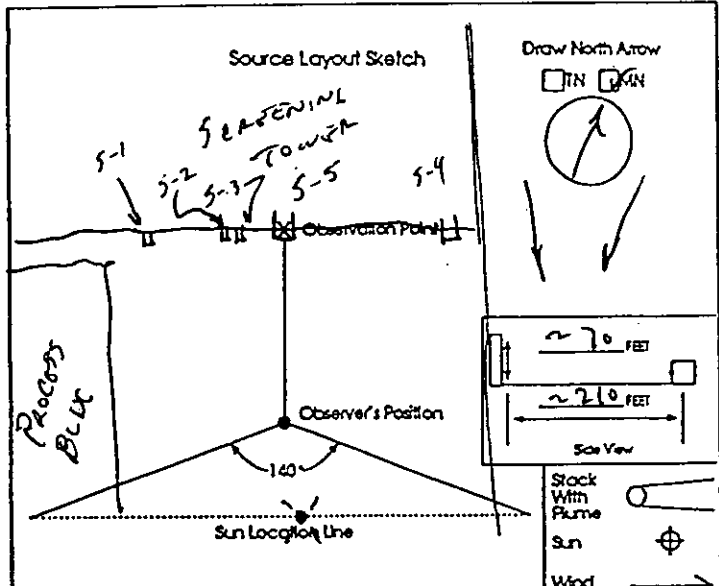 Source Layout Sketch
Draw North Arrow
TN MN
SCREENING
TOWER
S-1
S-2
S-3
S-5
S-4
Observation Point
PROCESS
BLDG
~ 70 FEET
~ 210 FEET
Side View
Observer's Position
140
Sun Location Line
Stack
With
Plume
Sun
Wind